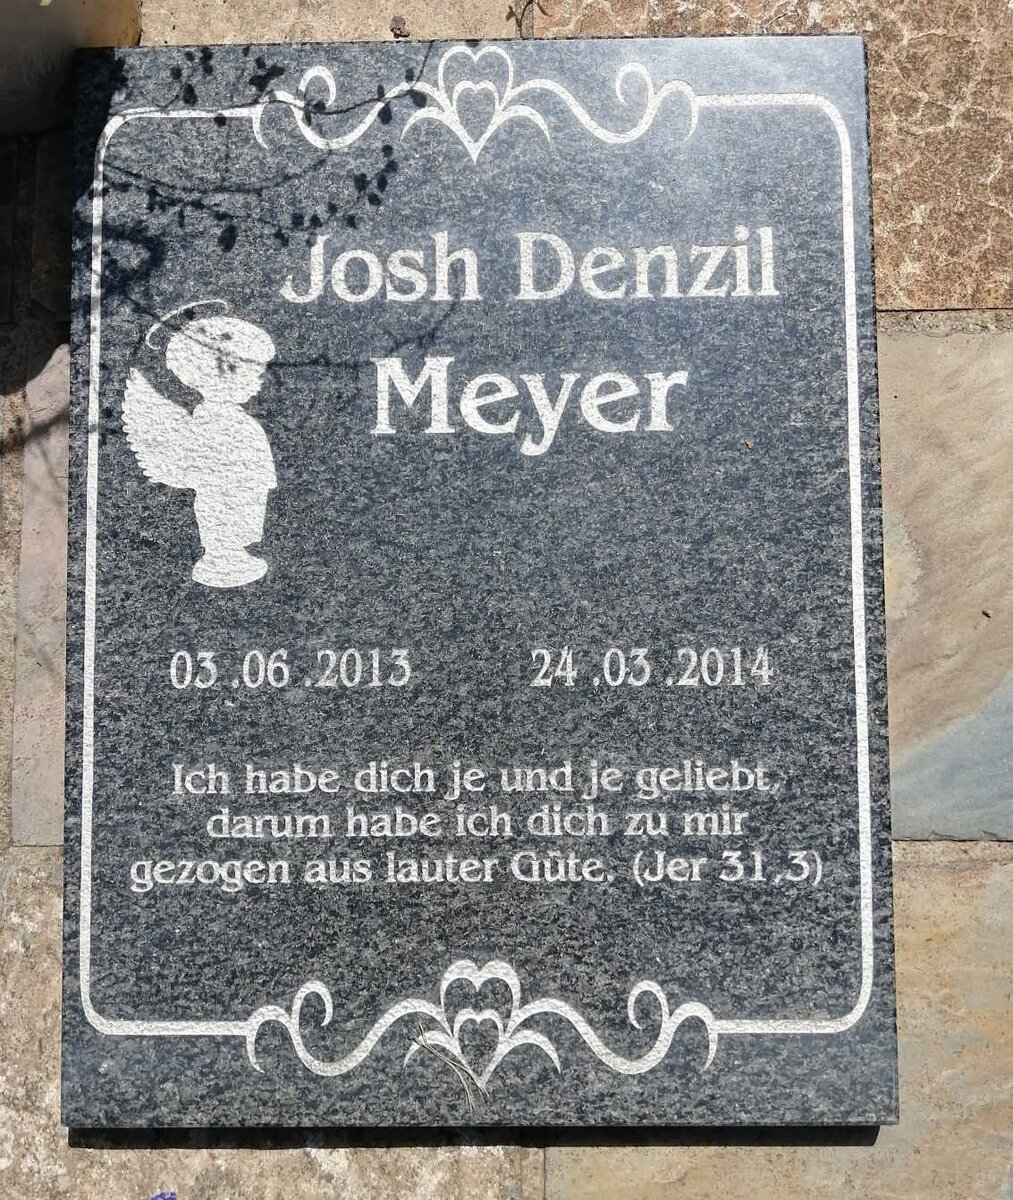 Josh Denzil
Meyer
03.06.2013 24.03.2014
Ich habe dich je und je geliebt,
darum habe ich dich zu mir
gezogen aus lauter Güte. (Jer 31,3)